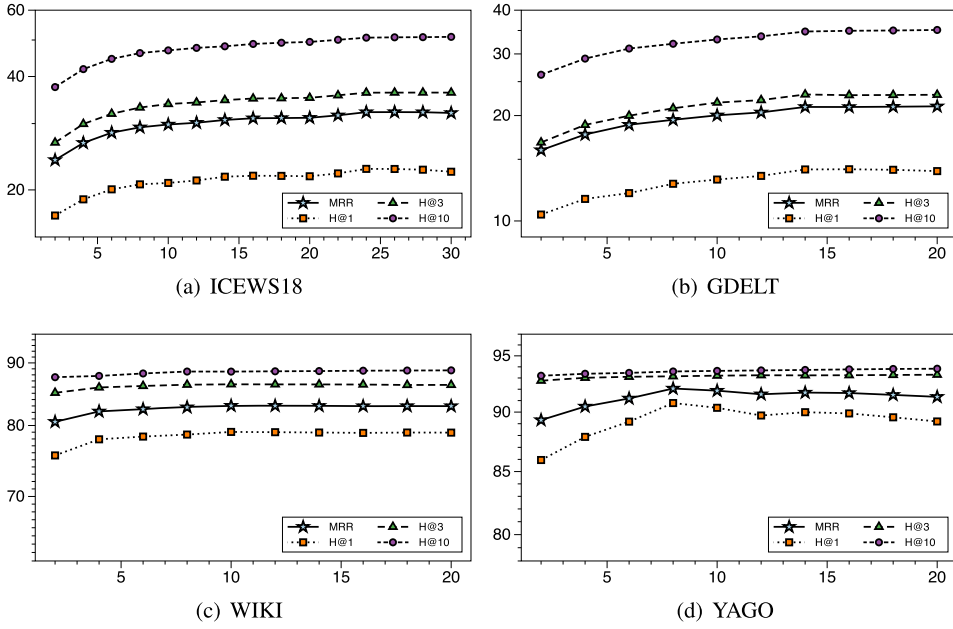 60
40
20
5 10 15 20 25 30
MRR H@3
H@1 H@10
(a) ICEWS18
40
30
20
10
5 10 15 20
MRR H@3
H@1 H@10
(b) GDELT
90
80
70
5 10 15 20
MRR H@3
H@1 H@10
(c) WIKI
95
90
85
80
5 10 15 20
MRR H@3
H@1 H@10
(d) YAGO